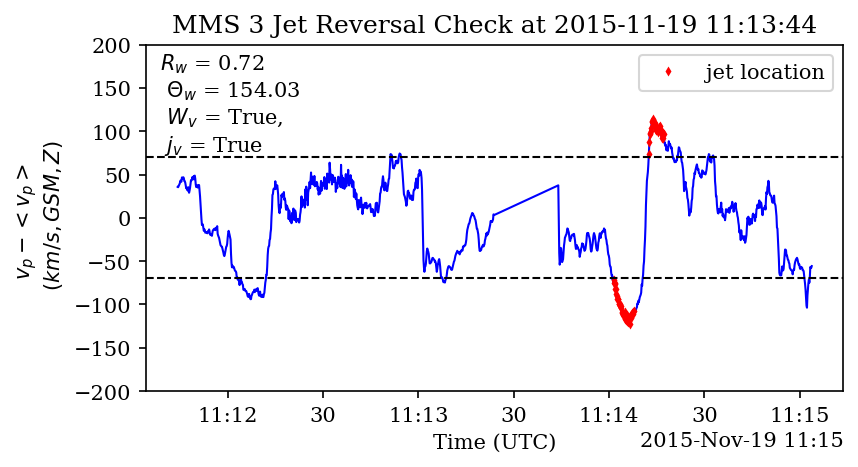 MMS 3 Jet Reversal Check at 2015-11-19 11:13:44
R_w = 0.72
Θ_w = 154.03
W_v = True,
j_v = True
jet location
v_p − < v_p >
(km/s, GSM, Z)
200
150
100
50
0
−50
−100
−150
−200
11:12 30 11:13 30 11:14 30 11:15
Time (UTC)
2015-Nov-19 11:15